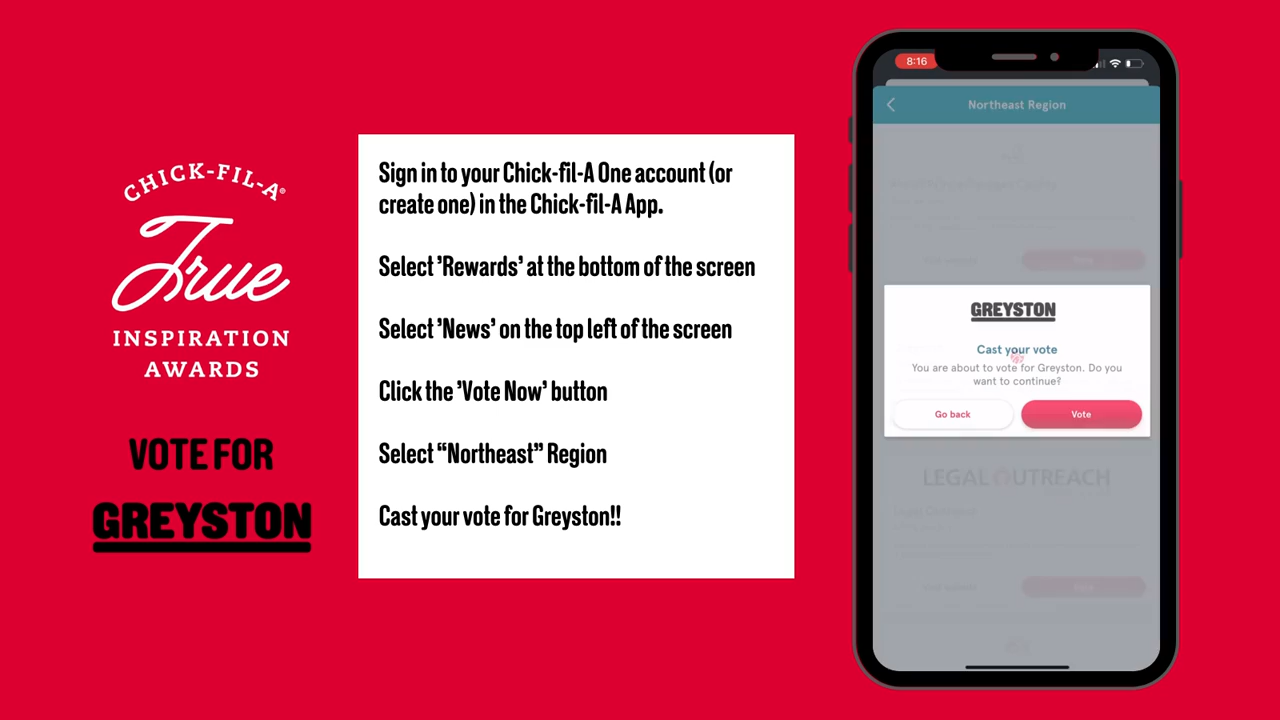 CHICK-FIL-A®
True
INSPIRATION
AWARDS
VOTE FOR
GREYSTON
Sign in to your Chick-fil-A One account (or
create one) in the Chick-fil-A App.
Select ’Rewards’ at the bottom of the screen
Select ’News’ on the top left of the screen
Click the ’Vote Now’ button
Select “Northeast” Region
Cast your vote for Greyston!!
8:16
Northeast Region
GREYSTON
Cast your vote
You are about to vote for Greyston. Do you
want to continue?
Go back
Vote
LEGAL OUTREACH
Legal Outreach